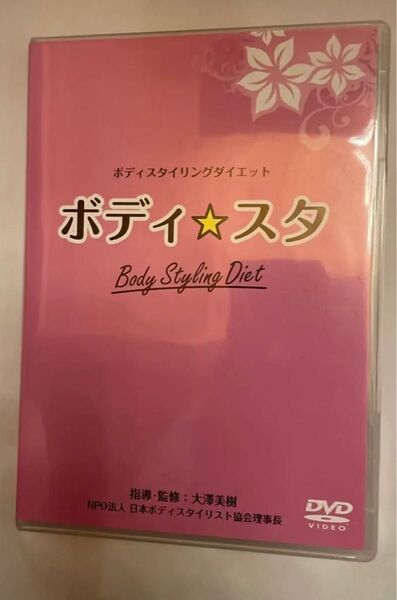 ボディスタイリングダイエット
ボディ★スタ
Body Styling Diet
指導・監修：大澤美樹
NPO法人 日本ボディスタイリスト協会理事長
DVD
VIDEO